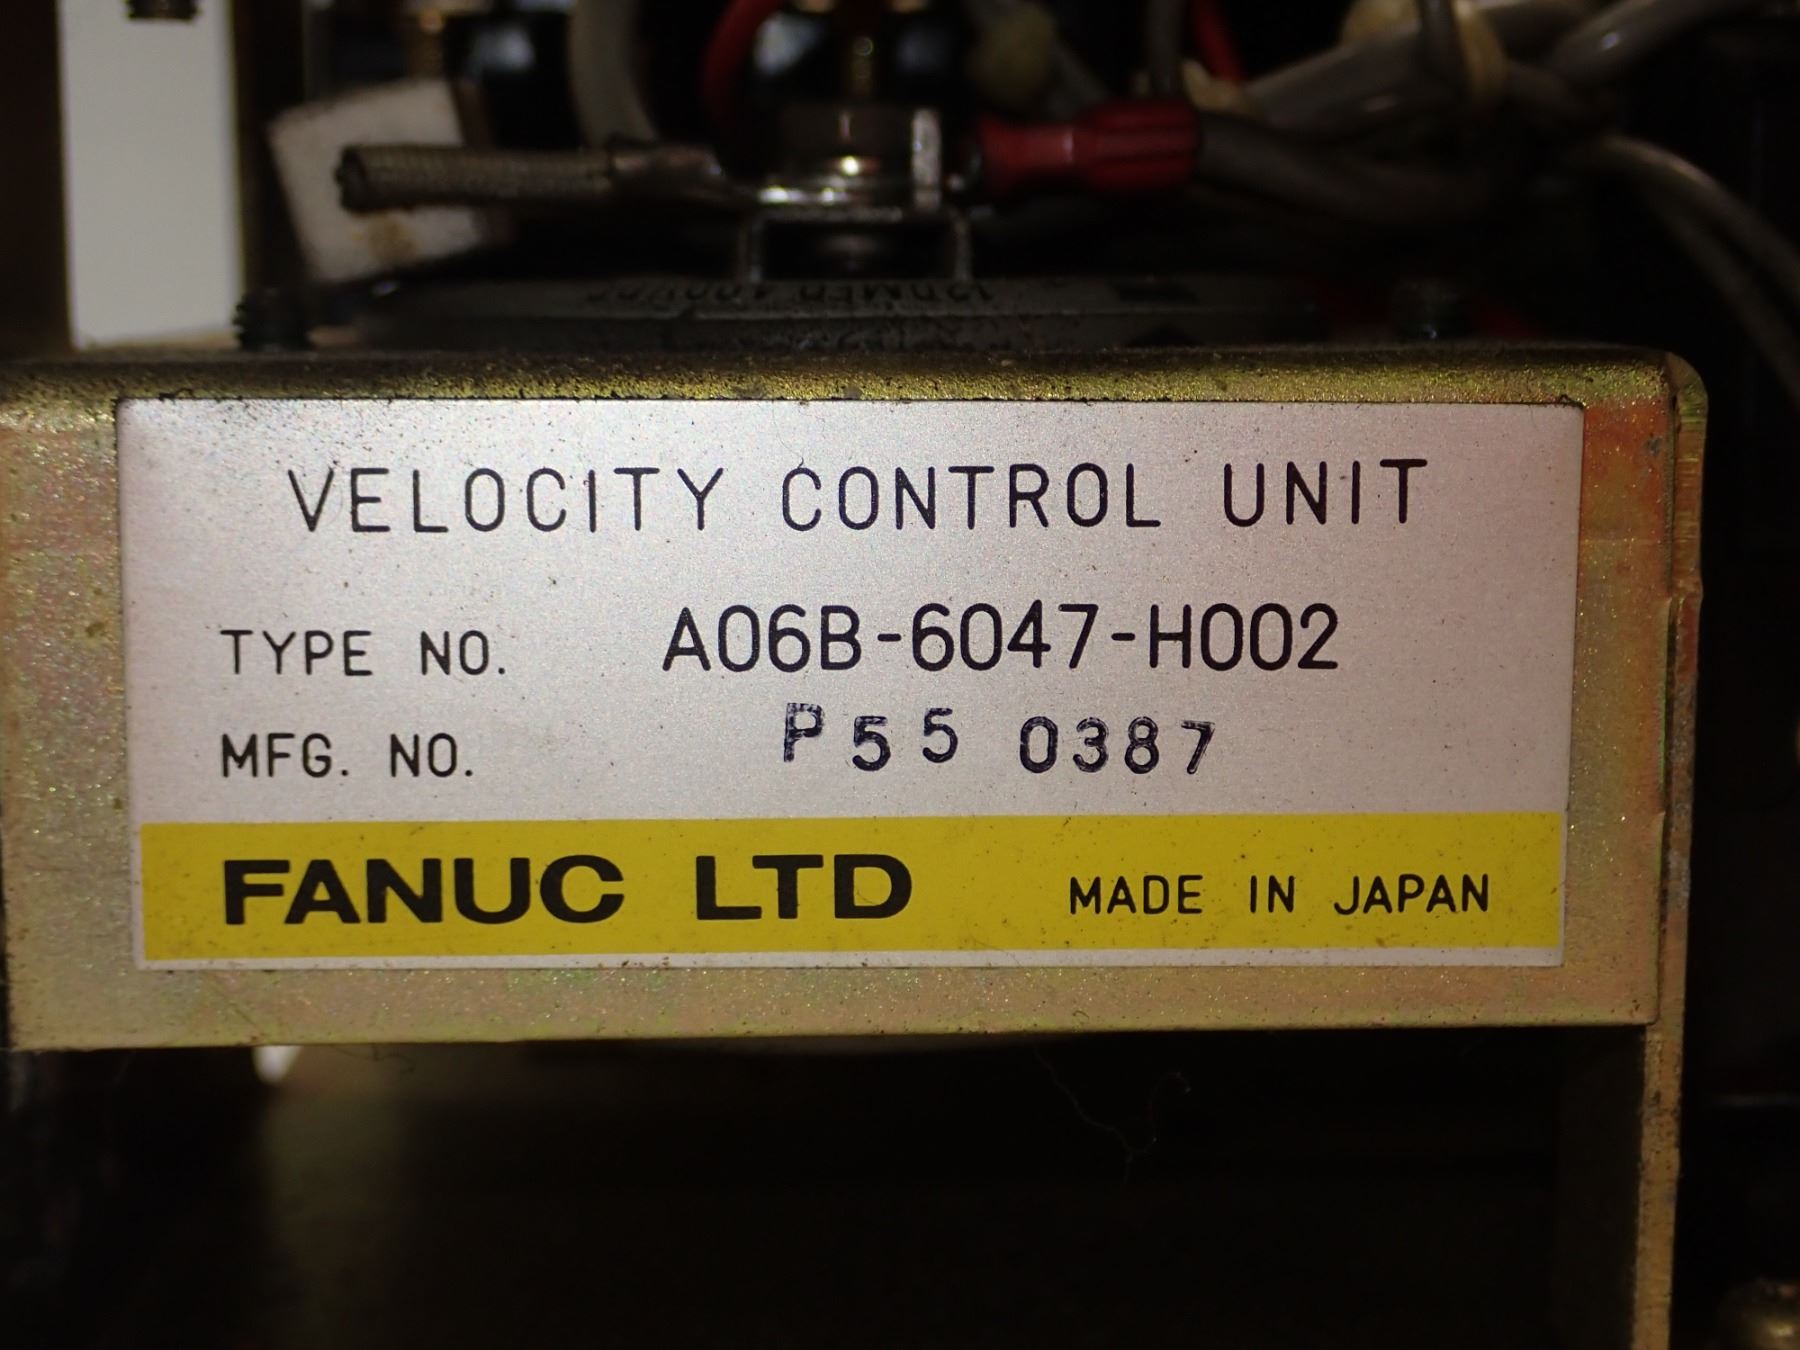 VELOCITY CONTROL UNIT
TYPE NO. A06B-6047-H002
MFG. NO. P55 0387
FANUC LTD MADE IN JAPAN